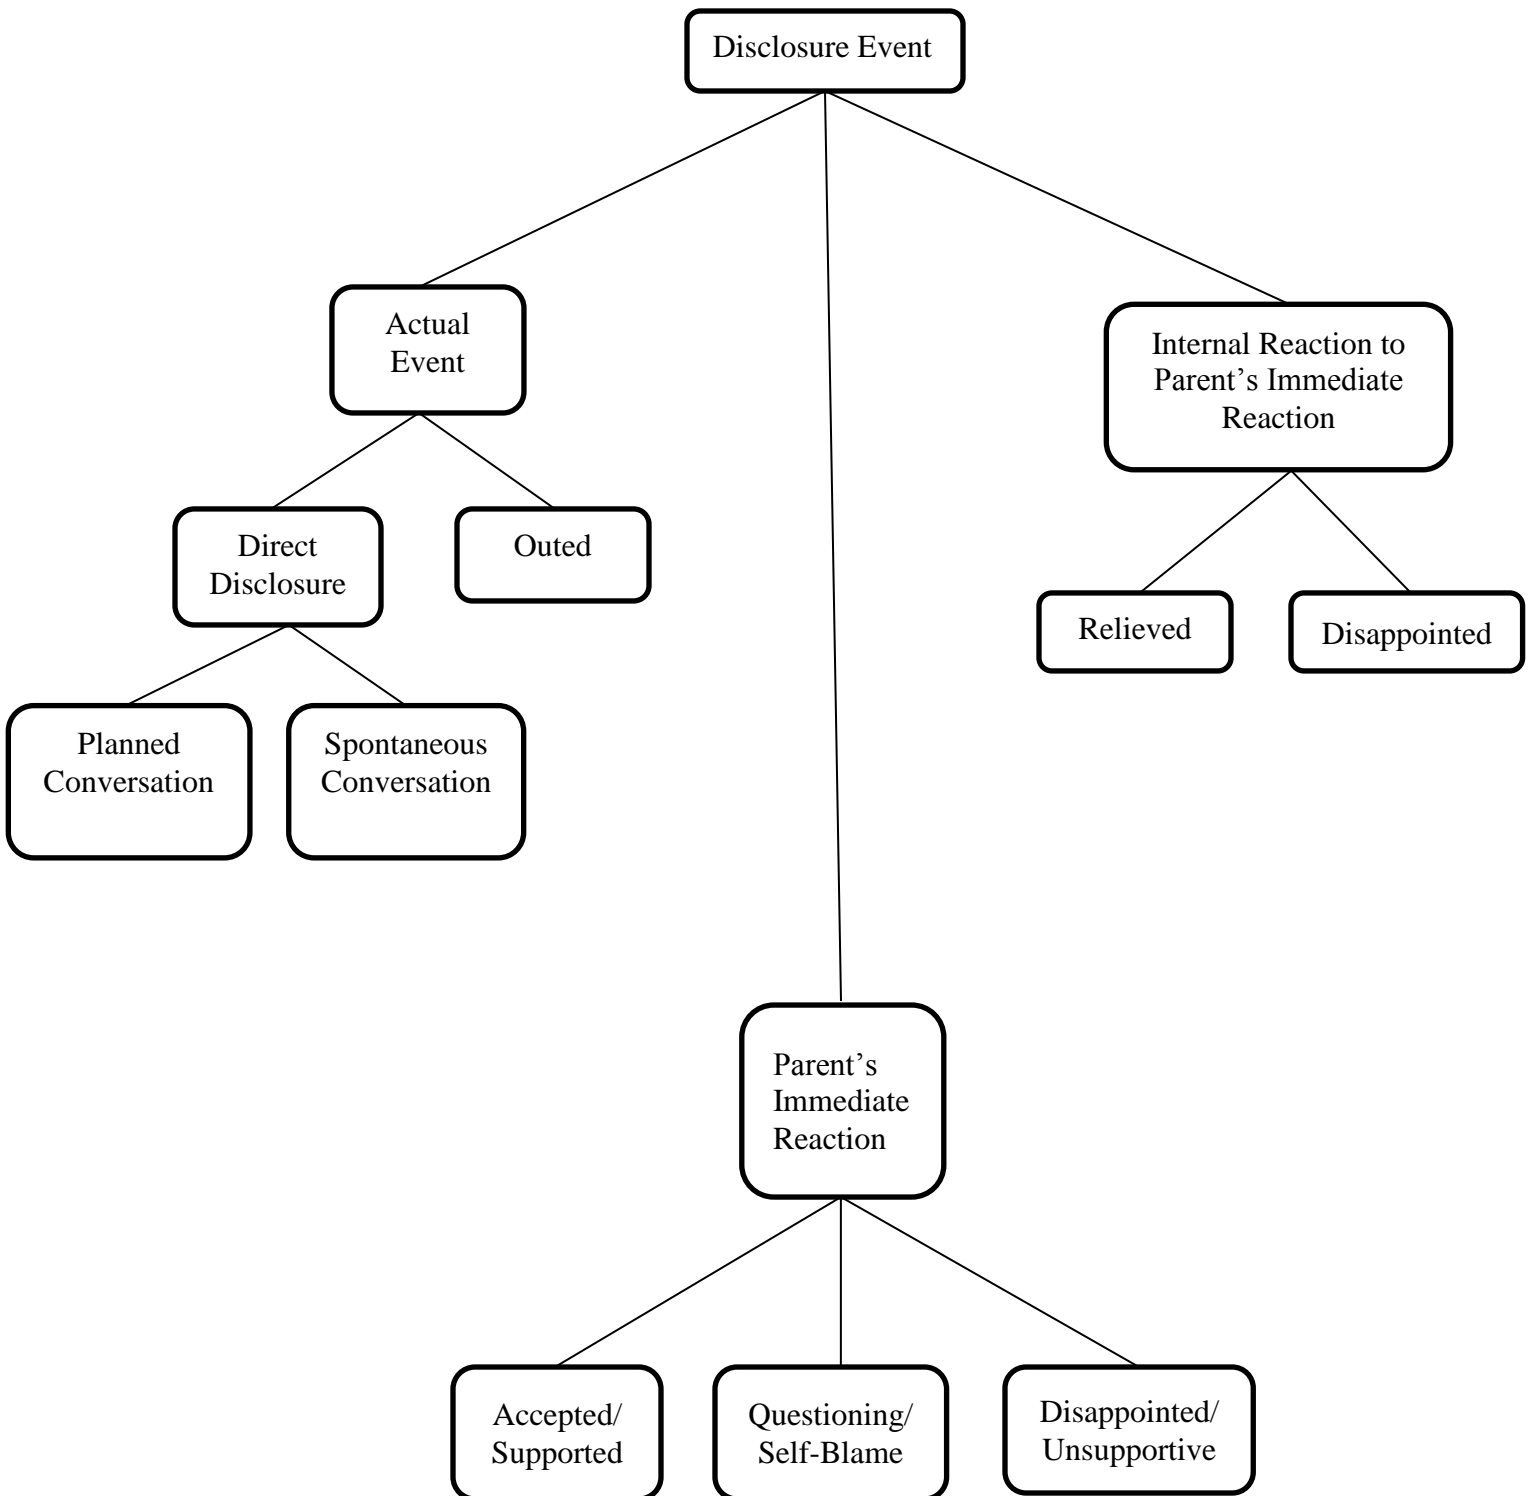 Disclosure Event
Actual
Event
Internal Reaction to
Parent’s Immediate
Reaction
Direct
Disclosure
Outed
Relieved
Disappointed
Planned
Conversation
Spontaneous
Conversation
Parent’s
Immediate
Reaction
Accepted/
Supported
Questioning/
Self-Blame
Disappointed/
Unsupportive